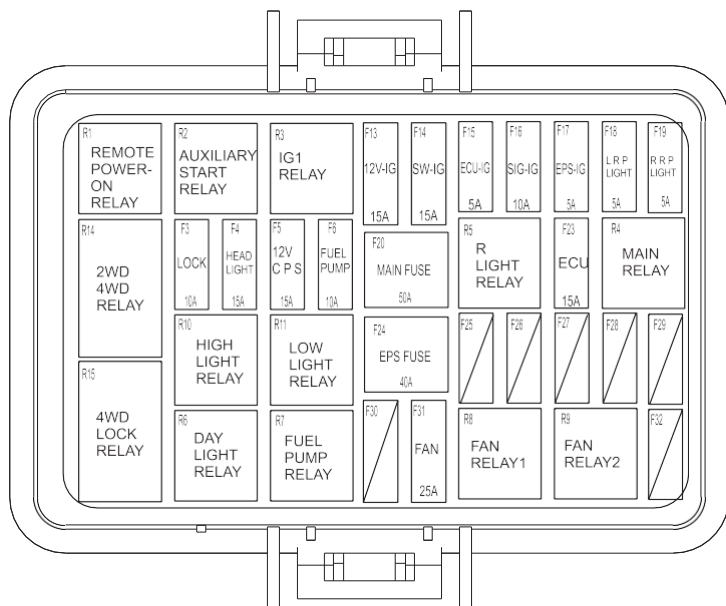 R1
REMOTE
POWER-
ON
RELAY
R2
AUXILIARY
START
RELAY
R3
IG1
RELAY
F13
12V-IG
15A
F14
SW-IG
15A
F15
ECU-IG
5A
F16
SIG-IG
10A
F17
EPS-IG
5A
F18
L R P
LIGHT
5A
F19
R R P
LIGHT
5A
R14
2WD
4WD
RELAY
F3
LOCK
10A
F4
HEAD
LIGHT
15A
F5
12V
C P S
15A
F6
FUEL
PUMP
10A
F20
MAIN FUSE
50A
R5
R
LIGHT
RELAY
F23
ECU
15A
R4
MAIN
RELAY
R10
HIGH
LIGHT
RELAY
R11
LOW
LIGHT
RELAY
F24
EPS FUSE
40A
F25
F26
F27
F28
F29
R15
4WD
LOCK
RELAY
R6
DAY
LIGHT
RELAY
R7
FUEL
PUMP
RELAY
F30
F31
FAN
25A
R8
FAN
RELAY1
R9
FAN
RELAY2
F32